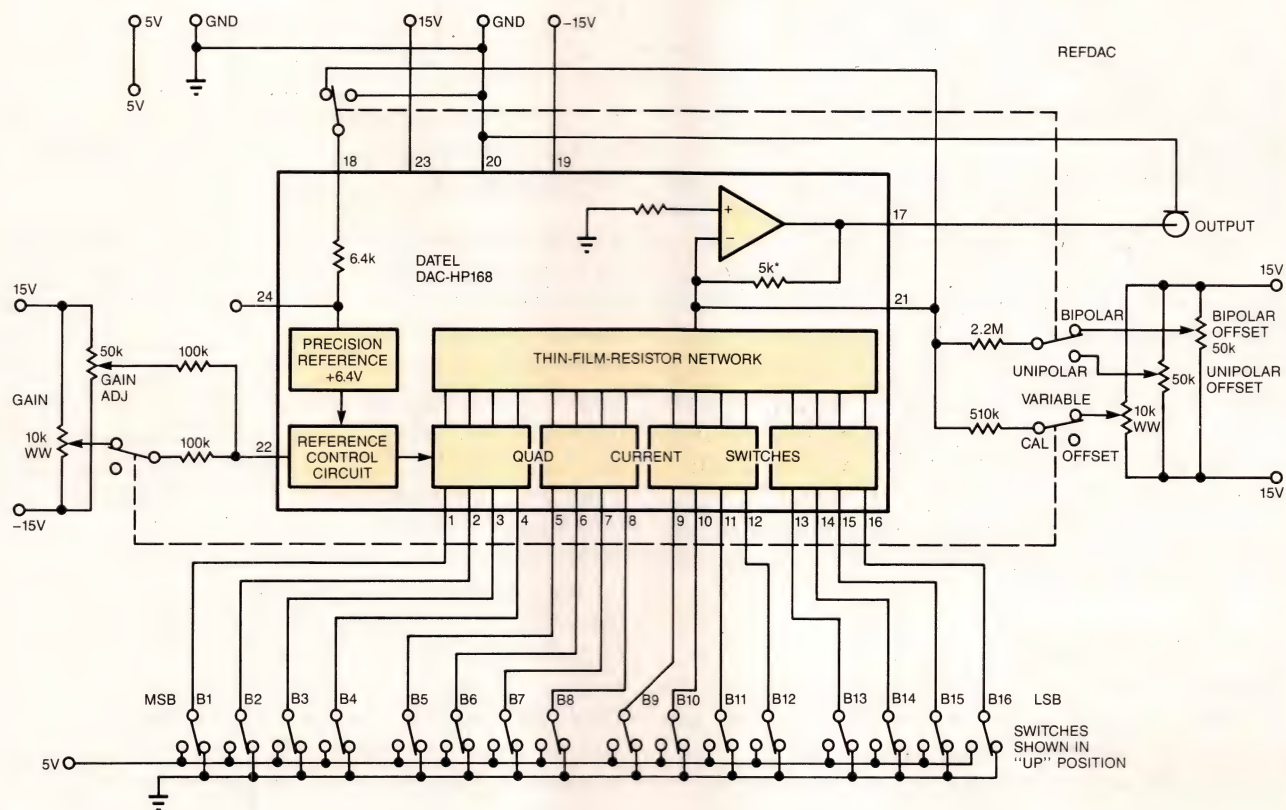 5V
GND
15V
GND
–15V
REFDAC
5V
18
23
20
19
17
OUTPUT
6.4k
DATEL
DAC-HP168
+
–
5k*
21
24
15V
50k
GAIN
ADJ
100k
GAIN
10k
WW
100k
22
–15V
PRECISION
REFERENCE
+6.4V
REFERENCE
CONTROL
CIRCUIT
THIN-FILM-RESISTOR NETWORK
QUAD CURRENT SWITCHES
2.2M
BIPOLAR
UNIPOLAR
510k
VARIABLE
CAL
OFFSET
15V
BIPOLAR
OFFSET
50k
UNIPOLAR
OFFSET
50k
10k
WW
15V
1 2 3 4 5 6 7 8 9 10 11 12 13 14 15 16
MSB B1 B2 B3 B4 B5 B6 B7 B8 B9 B10 B11 B12 B13 B14 B15 B16 LSB
SWITCHES
SHOWN IN
"UP" POSITION
5V